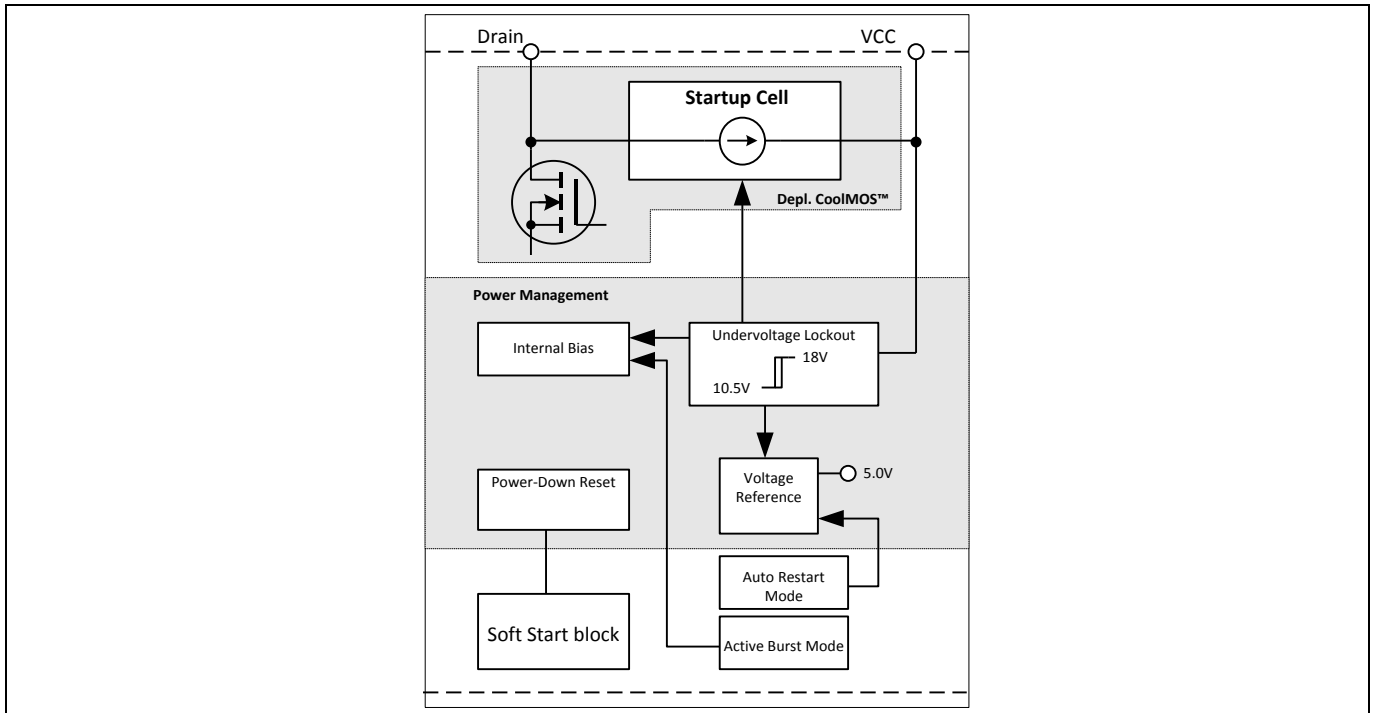 Drain
VCC
Startup Cell
Depl. CoolMOS™
Power Management
Internal Bias
Undervoltage Lockout
18V
10.5V
Power-Down Reset
Voltage
Reference
5.0V
Auto Restart
Mode
Soft Start block
Active Burst Mode